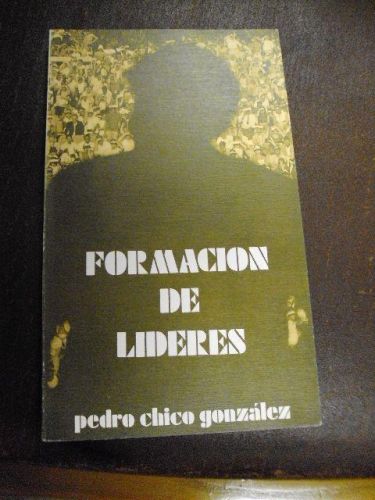 FORMACION
DE
LIDERES
pedro chico gonzález